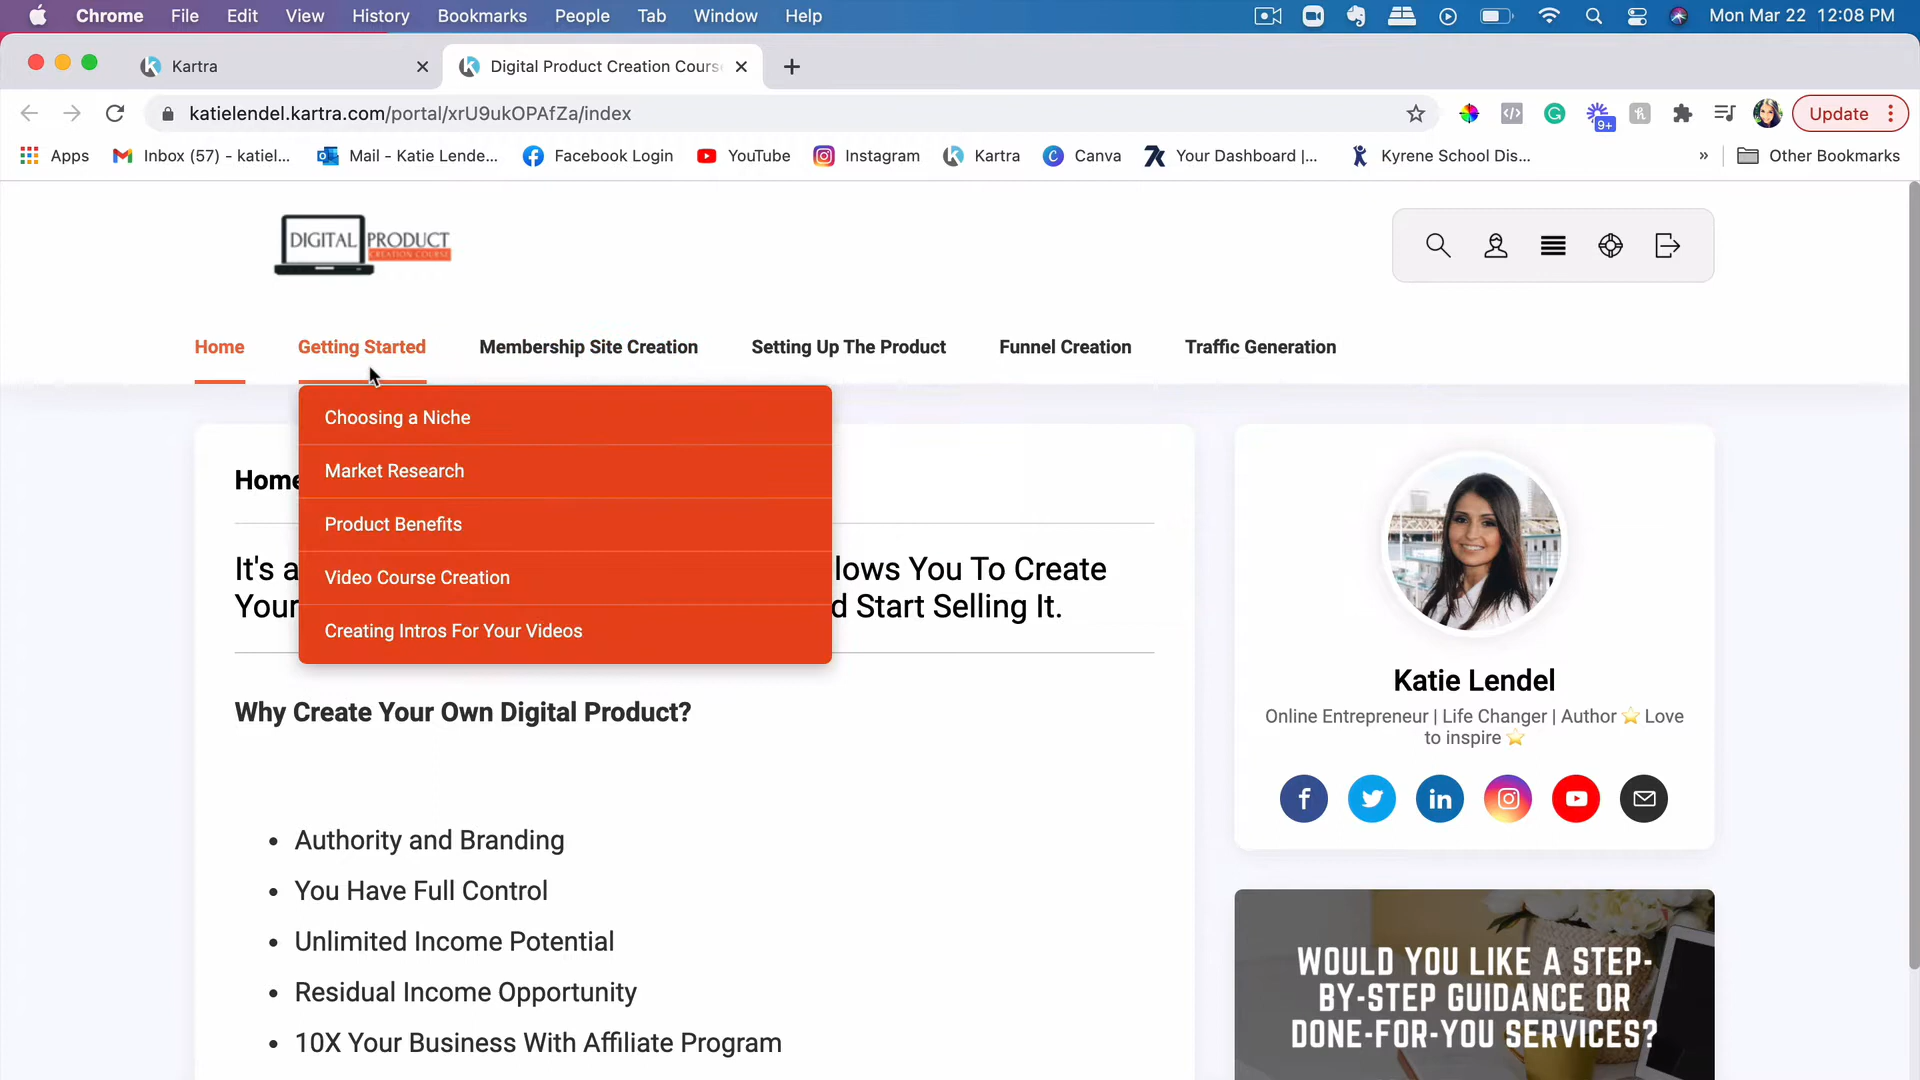 Chrome File Edit View History Bookmarks People Tab Window Help Mon Mar 22 12:08 PM
Kartra Digital Product Creation Cours
katielendel.kartra.com/portal/xrU9ukOPAfZa/index 9+ Update
Apps Inbox (57) - katiel... Mail - Katie Lende... Facebook Login YouTube Instagram Kartra Canva Your Dashboard |... Kyrene School Dis... » Other Bookmarks
DIGITAL PRODUCT
CREATION COURSE
Home Getting Started Membership Site Creation Setting Up The Product Funnel Creation Traffic Generation
Choosing a Niche
Market Research
Product Benefits
Video Course Creation
Creating Intros For Your Videos
Home
It's a lows You To Create
Your d Start Selling It.
Why Create Your Own Digital Product?
• Authority and Branding
• You Have Full Control
• Unlimited Income Potential
• Residual Income Opportunity
• 10X Your Business With Affiliate Program
Katie Lendel
Online Entrepreneur | Life Changer | Author ⭐ Love
to inspire ⭐
WOULD YOU LIKE A STEP-
BY-STEP GUIDANCE OR
DONE-FOR-YOU SERVICES?